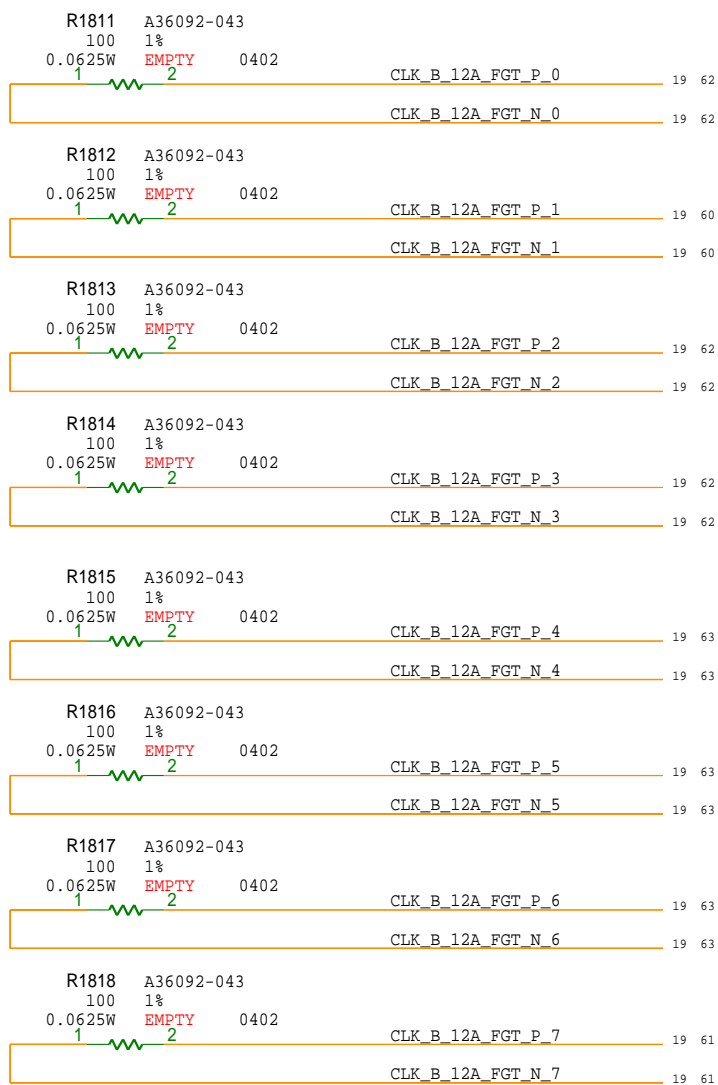 R1811 A36092-043
100 1%
0.0625W EMPTY 0402
1 2 CLK_B_12A_FGT_P_0 19 62
CLK_B_12A_FGT_N_0 19 62
R1812 A36092-043
100 1%
0.0625W EMPTY 0402
1 2 CLK_B_12A_FGT_P_1 19 60
CLK_B_12A_FGT_N_1 19 60
R1813 A36092-043
100 1%
0.0625W EMPTY 0402
1 2 CLK_B_12A_FGT_P_2 19 62
CLK_B_12A_FGT_N_2 19 62
R1814 A36092-043
100 1%
0.0625W EMPTY 0402
1 2 CLK_B_12A_FGT_P_3 19 62
CLK_B_12A_FGT_N_3 19 62
R1815 A36092-043
100 1%
0.0625W EMPTY 0402
1 2 CLK_B_12A_FGT_P_4 19 63
CLK_B_12A_FGT_N_4 19 63
R1816 A36092-043
100 1%
0.0625W EMPTY 0402
1 2 CLK_B_12A_FGT_P_5 19 63
CLK_B_12A_FGT_N_5 19 63
R1817 A36092-043
100 1%
0.0625W EMPTY 0402
1 2 CLK_B_12A_FGT_P_6 19 63
CLK_B_12A_FGT_N_6 19 63
R1818 A36092-043
100 1%
0.0625W EMPTY 0402
1 2 CLK_B_12A_FGT_P_7 19 61
CLK_B_12A_FGT_N_7 19 61